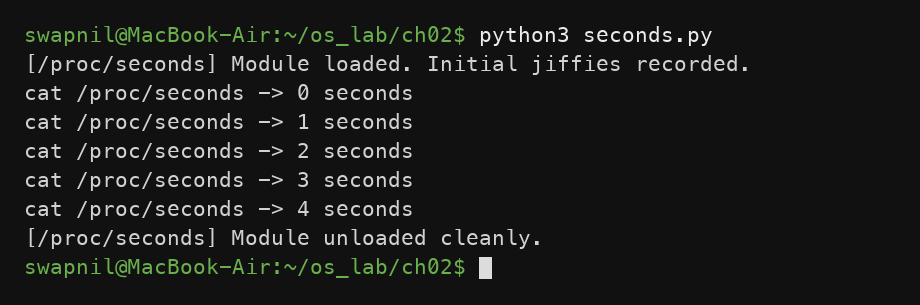 swapnil@MacBook-Air:~/os_lab/ch02$ python3 seconds.py
[/proc/seconds] Module loaded. Initial jiffies recorded.
cat /proc/seconds -> 0 seconds
cat /proc/seconds -> 1 seconds
cat /proc/seconds -> 2 seconds
cat /proc/seconds -> 3 seconds
cat /proc/seconds -> 4 seconds
[/proc/seconds] Module unloaded cleanly.
swapnil@MacBook-Air:~/os_lab/ch02$